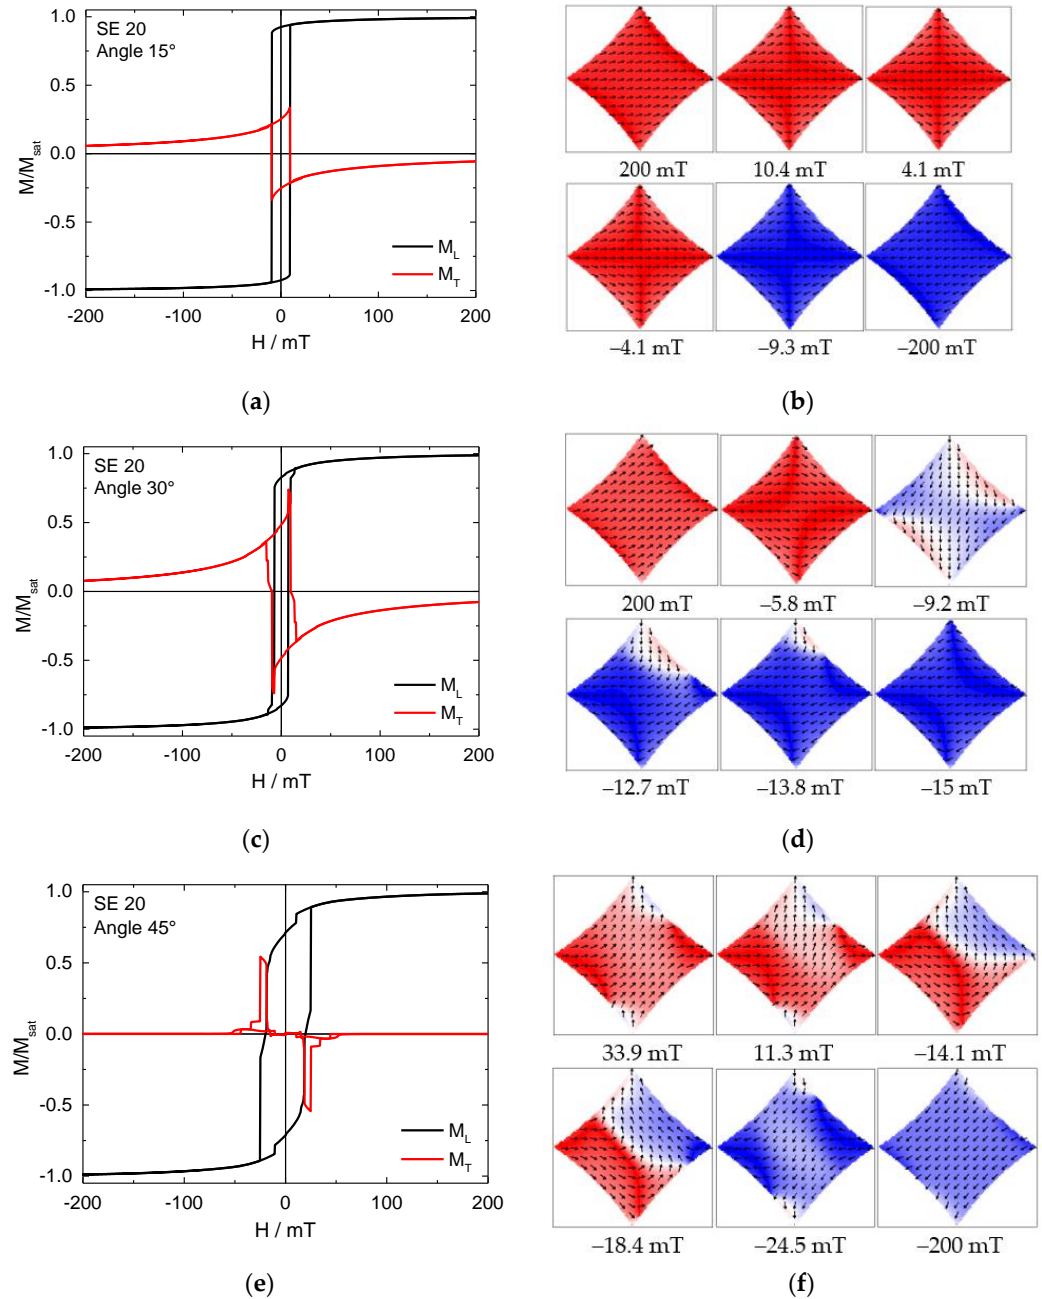 SE 20
Angle 15°
1.0
0.5
0.0
-0.5
-1.0
M/M_sat
M_L
M_T
-200 -100 0 100 200
H / mT
(a)
200 mT 10.4 mT 4.1 mT
–4.1 mT –9.3 mT –200 mT
(b)
SE 20
Angle 30°
1.0
0.5
0.0
-0.5
-1.0
M/M_sat
M_L
M_T
-200 -100 0 100 200
H / mT
(c)
200 mT –5.8 mT –9.2 mT
–12.7 mT –13.8 mT –15 mT
(d)
SE 20
Angle 45°
1.0
0.5
0.0
-0.5
-1.0
M/M_sat
M_L
M_T
-200 -100 0 100 200
H / mT
(e)
33.9 mT 11.3 mT –14.1 mT
–18.4 mT –24.5 mT –200 mT
(f)